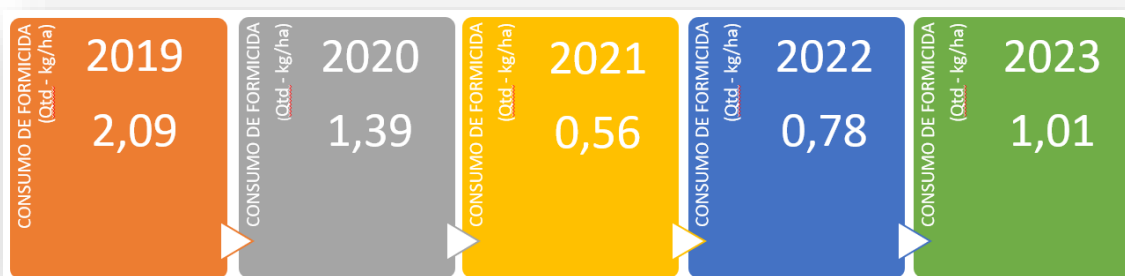 CONSUMO DE FORMICIDA
(Qtd - kg/ha)
2019
2,09
CONSUMO DE FORMICIDA
(Qtd - kg/ha)
2020
1,39
CONSUMO DE FORMICIDA
(Qtd - kg/ha)
2021
0,56
CONSUMO DE FORMICIDA
(Qtd - kg/ha)
2022
0,78
CONSUMO DE FORMICIDA
(Qtd - kg/ha)
2023
1,01